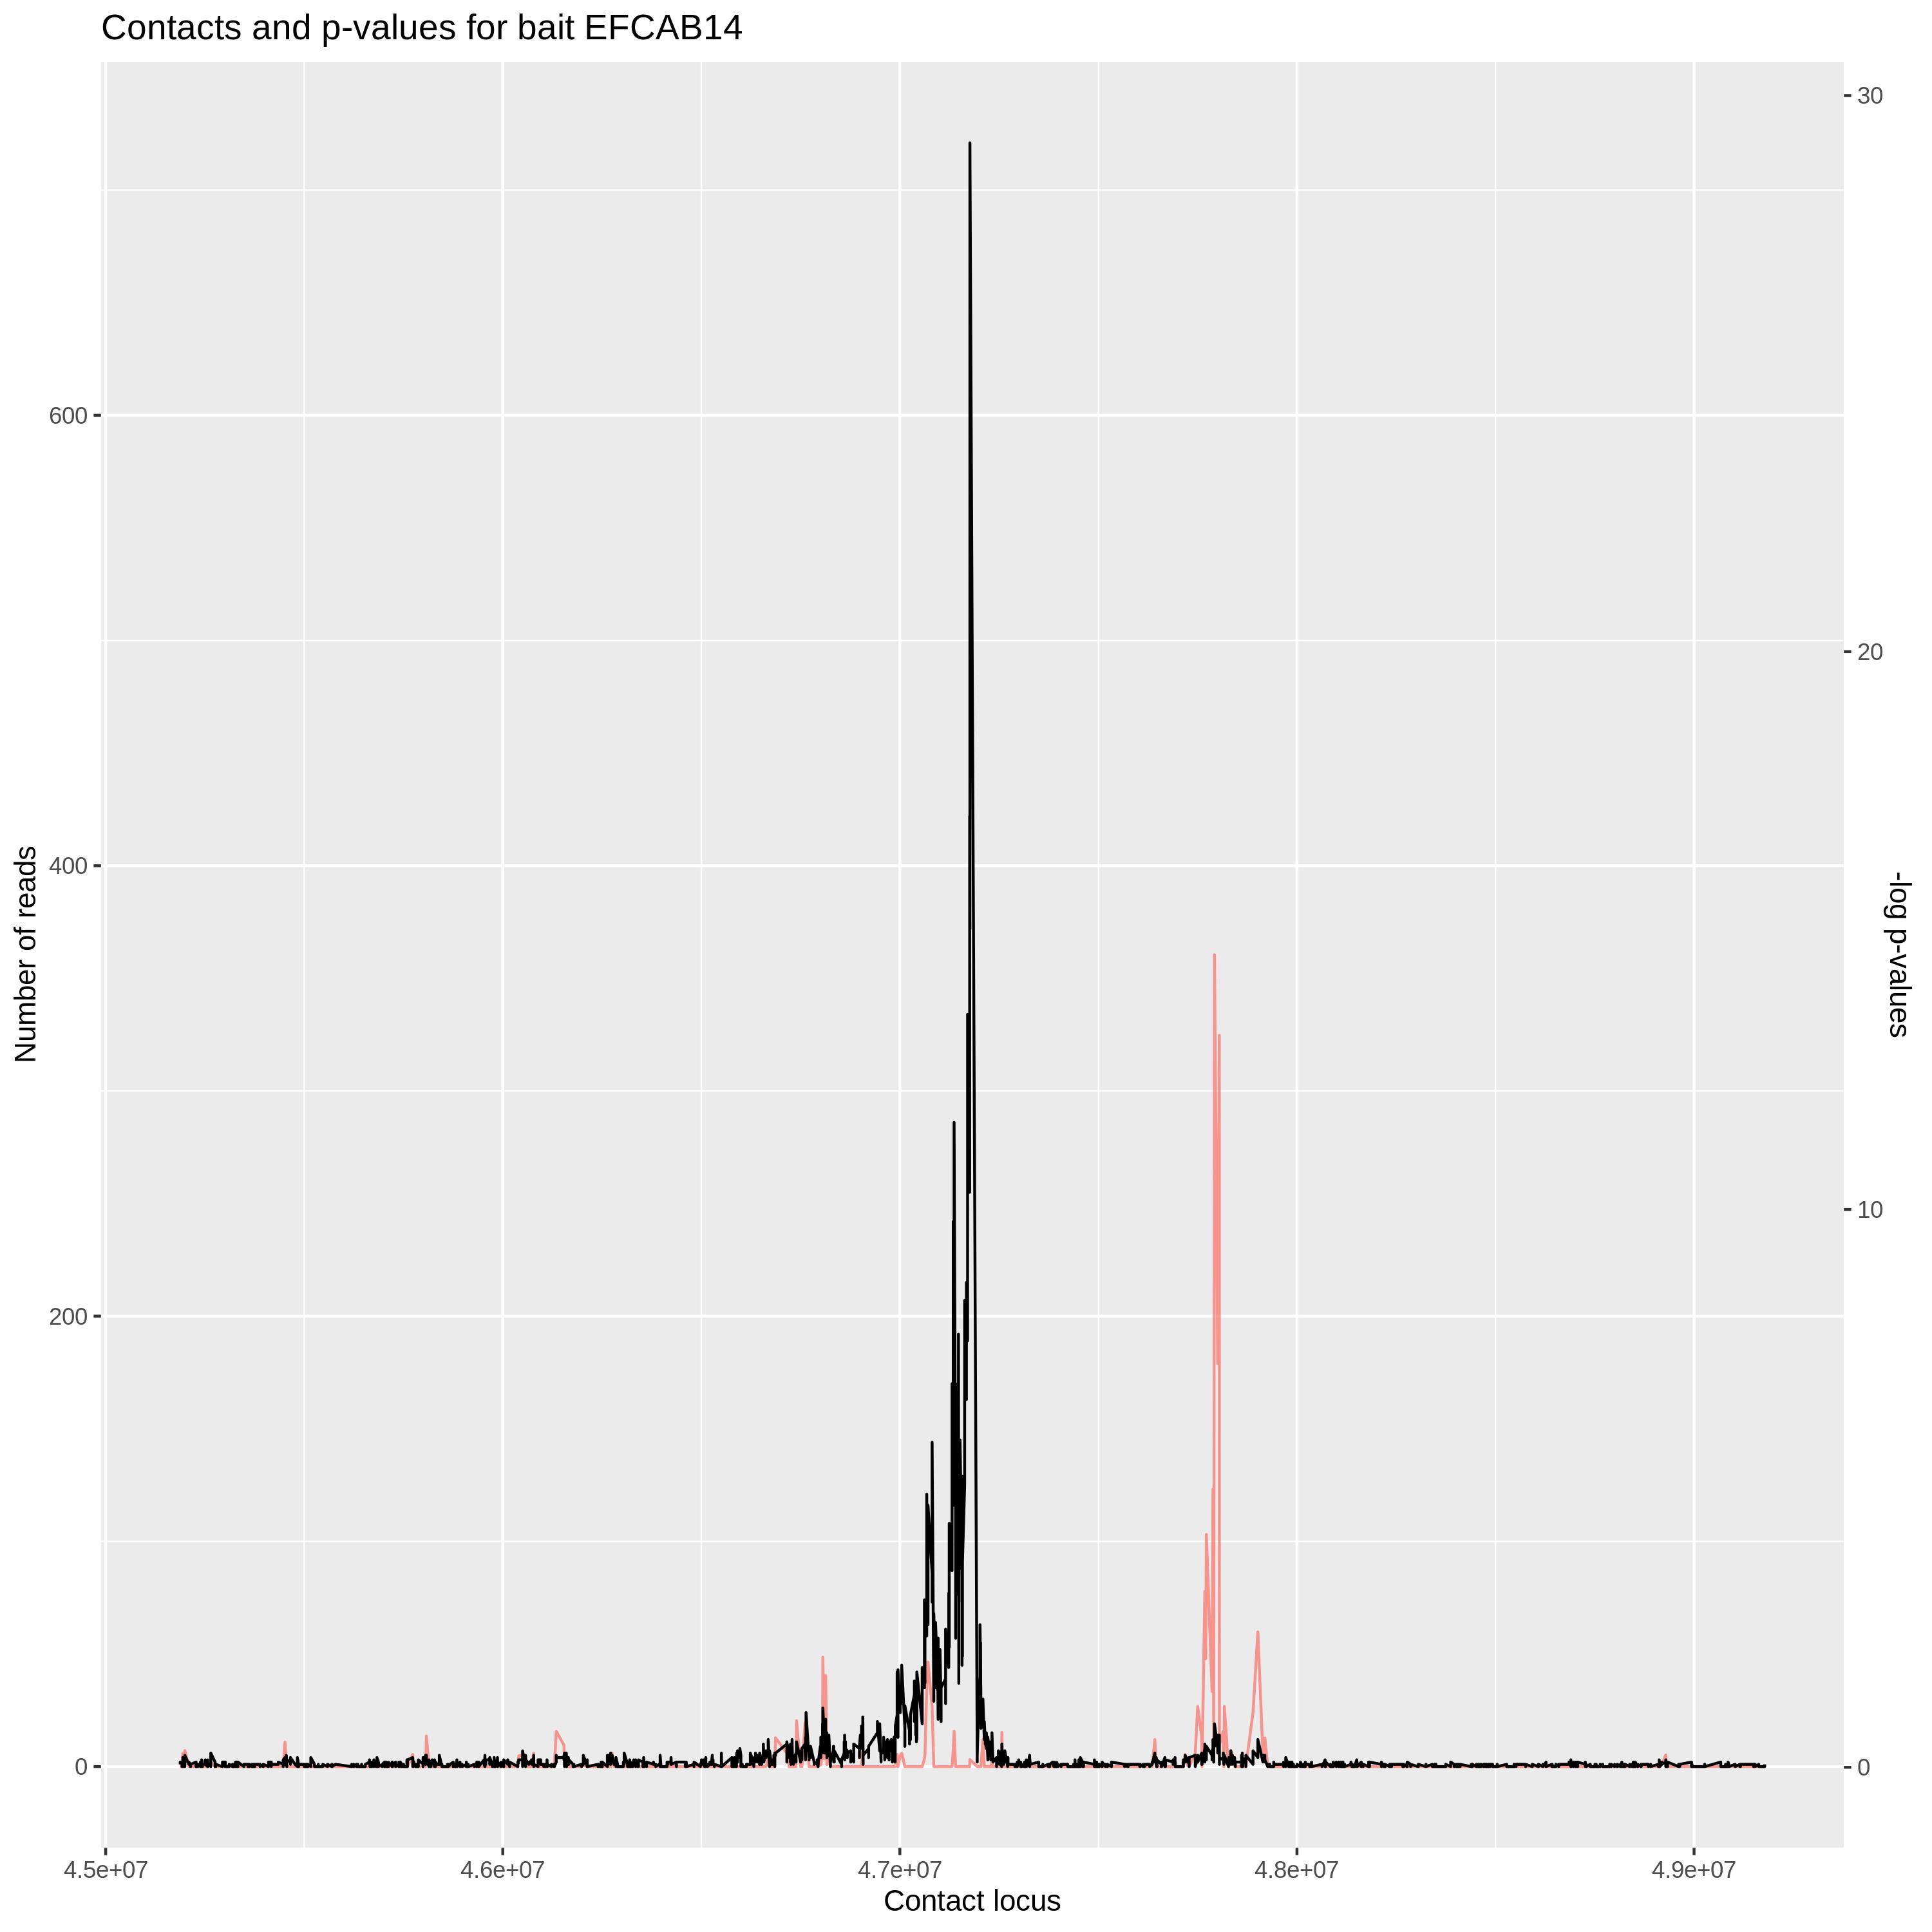 Contacts and p-values for bait EFCAB14
30
600
20
400
Number of reads
-log p-values
10
200
0
0
4.5e+07 4.6e+07 4.7e+07 4.8e+07 4.9e+07
Contact locus